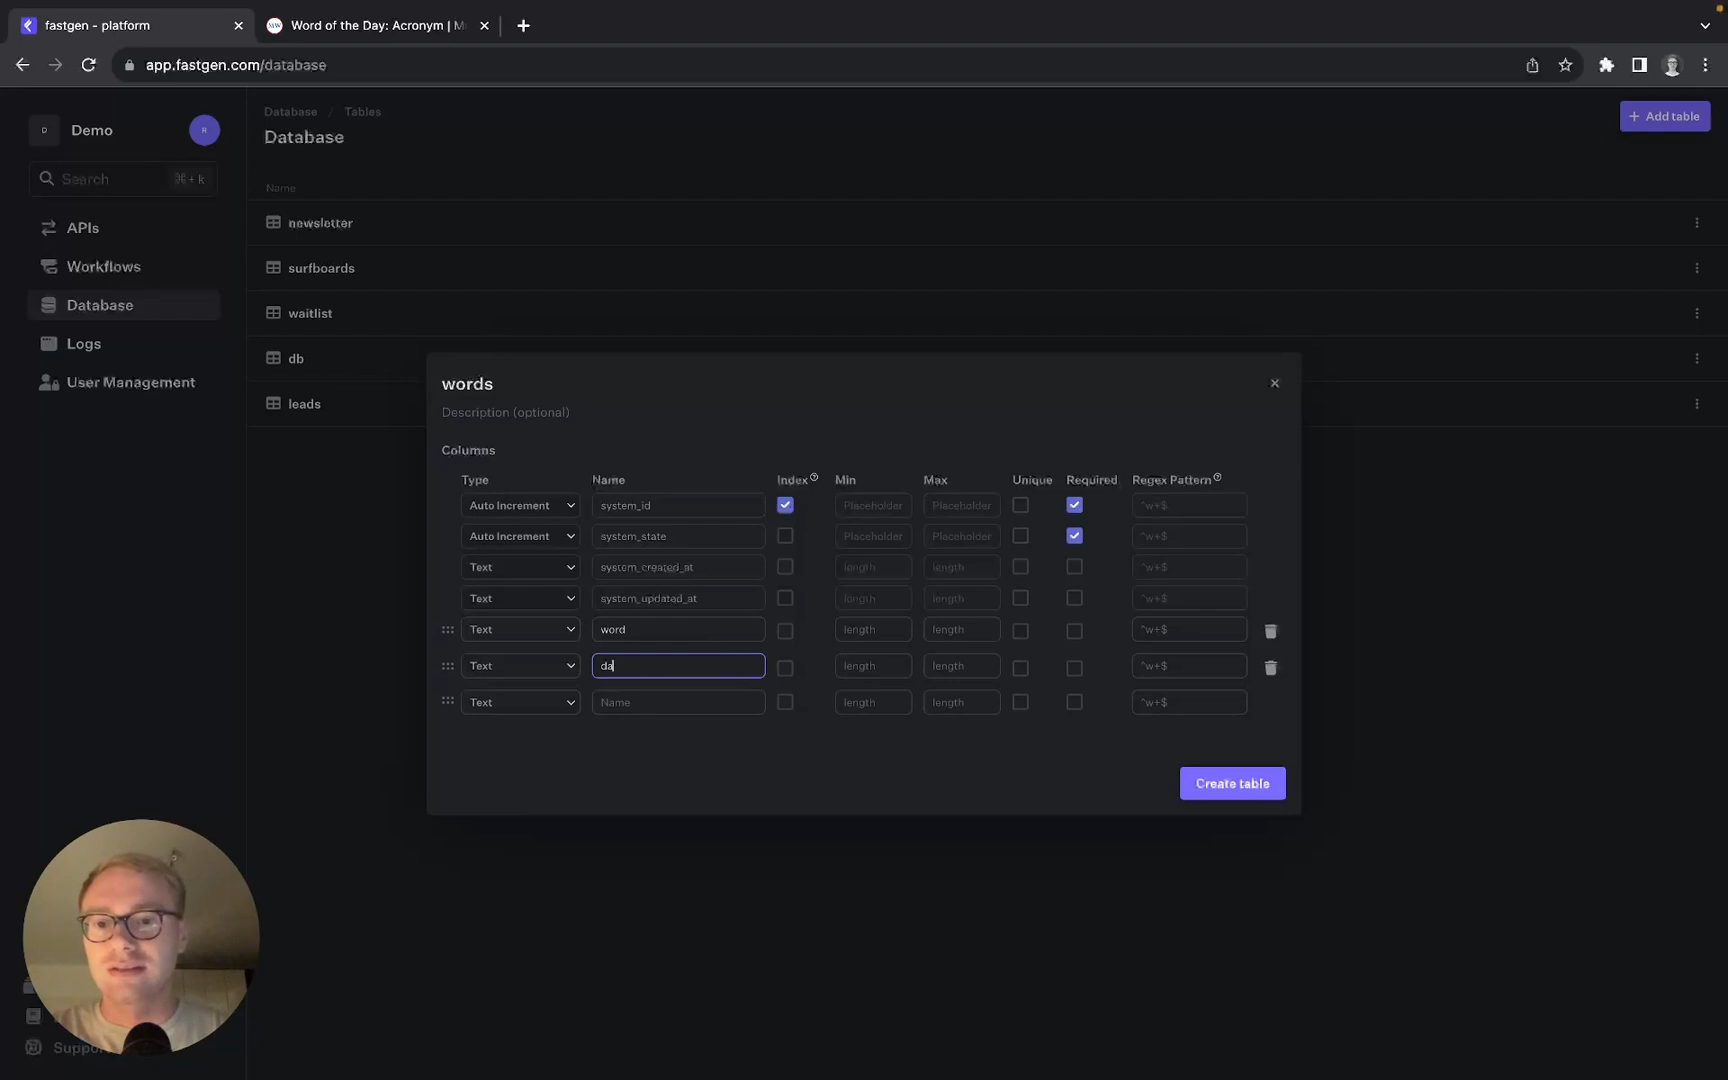 fastgen - platform
Word of the Day: Acronym | M
app.fastgen.com/database
D Demo R
Search ⌘+k
APIs
Workflows
Database
Logs
User Management
Support
Database / Tables
Database
+ Add table
Name
newsletter
surfboards
waitlist
db
leads
words
Description (optional)
Columns
Type Name Index Min Max Unique Required Regex Pattern
Auto Increment system_id Placeholder Placeholder ^w+$
Auto Increment system_state Placeholder Placeholder ^w+$
Text system_created_at length length ^w+$
Text system_updated_at length length ^w+$
Text word length length ^w+$
Text da length length ^w+$
Text Name length length ^w+$
Create table